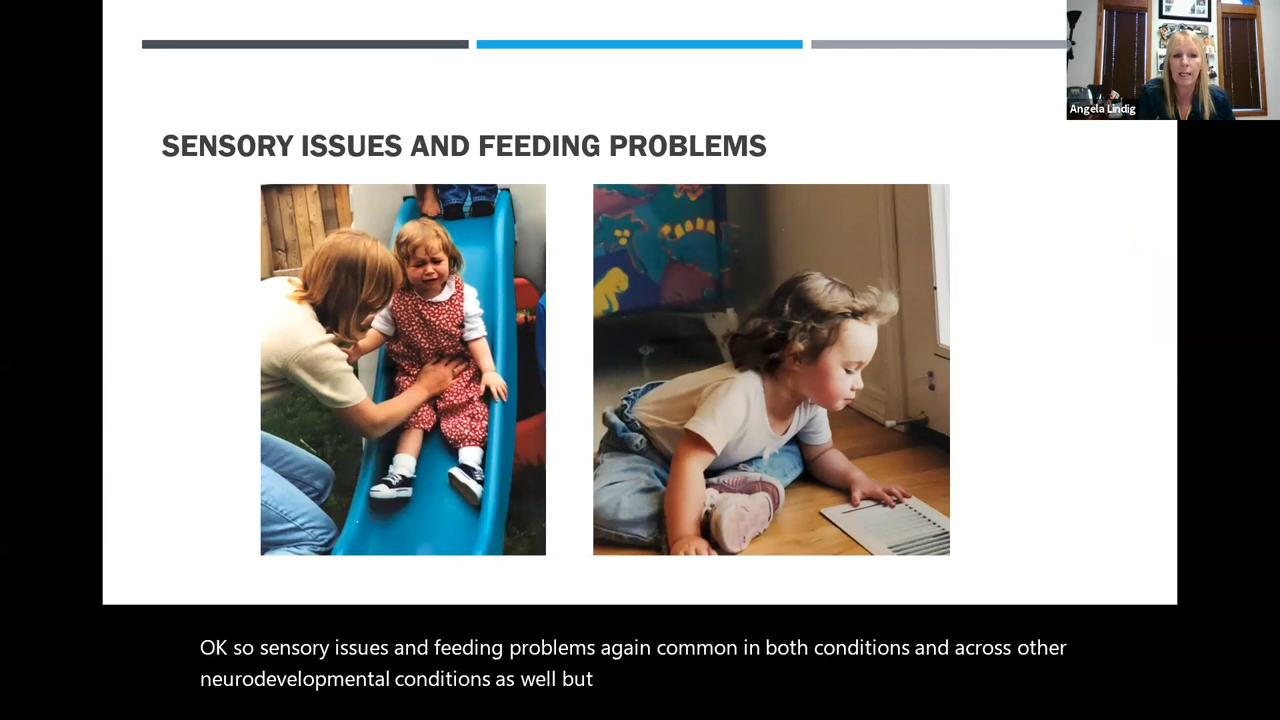 Angela Lindig
SENSORY ISSUES AND FEEDING PROBLEMS
OK so sensory issues and feeding problems again common in both conditions and across other
neurodevelopmental conditions as well but